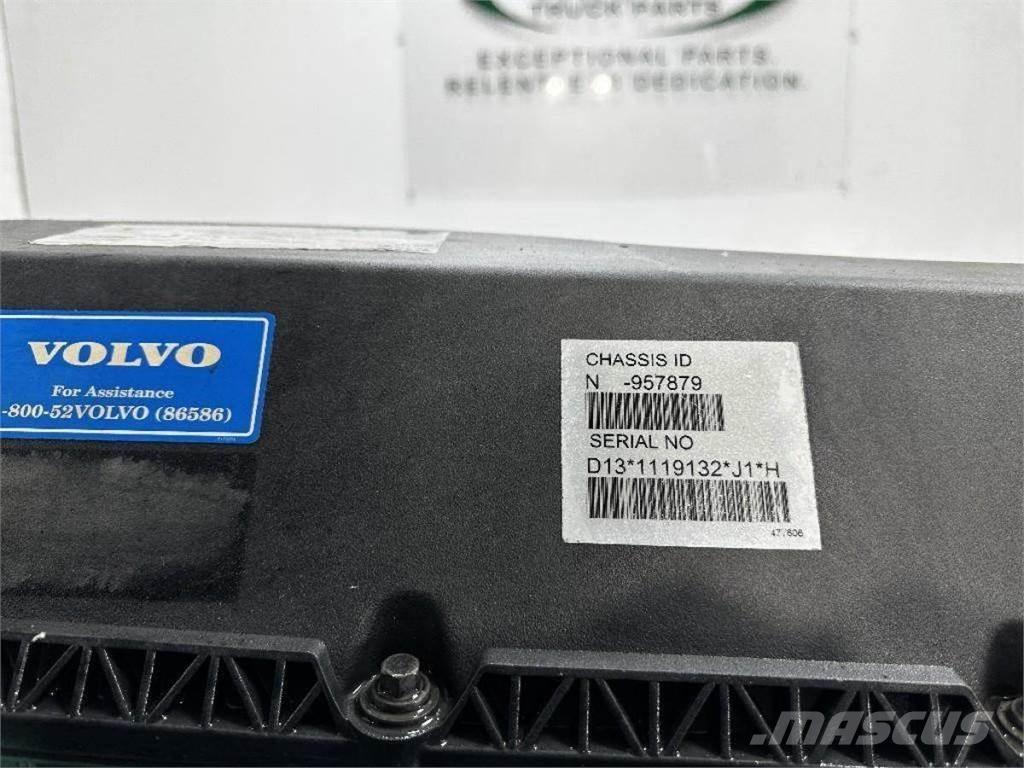 TRUCK PARTS
EXCEPTIONAL PARTS.
DEDICATION.
VOLVO
For Assistance
-800-52VOLVO (86586)
CHASSIS ID
N -957879
SERIAL NO
D13*1119132*J1*H
MASCUS